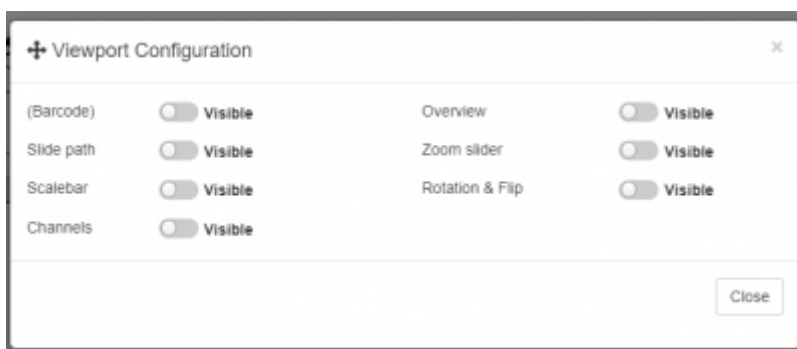 Viewport Configuration ×
(Barcode) Visible Overview Visible
Slide path Visible Zoom slider Visible
Scalebar Visible Rotation & Flip Visible
Channels Visible
Close